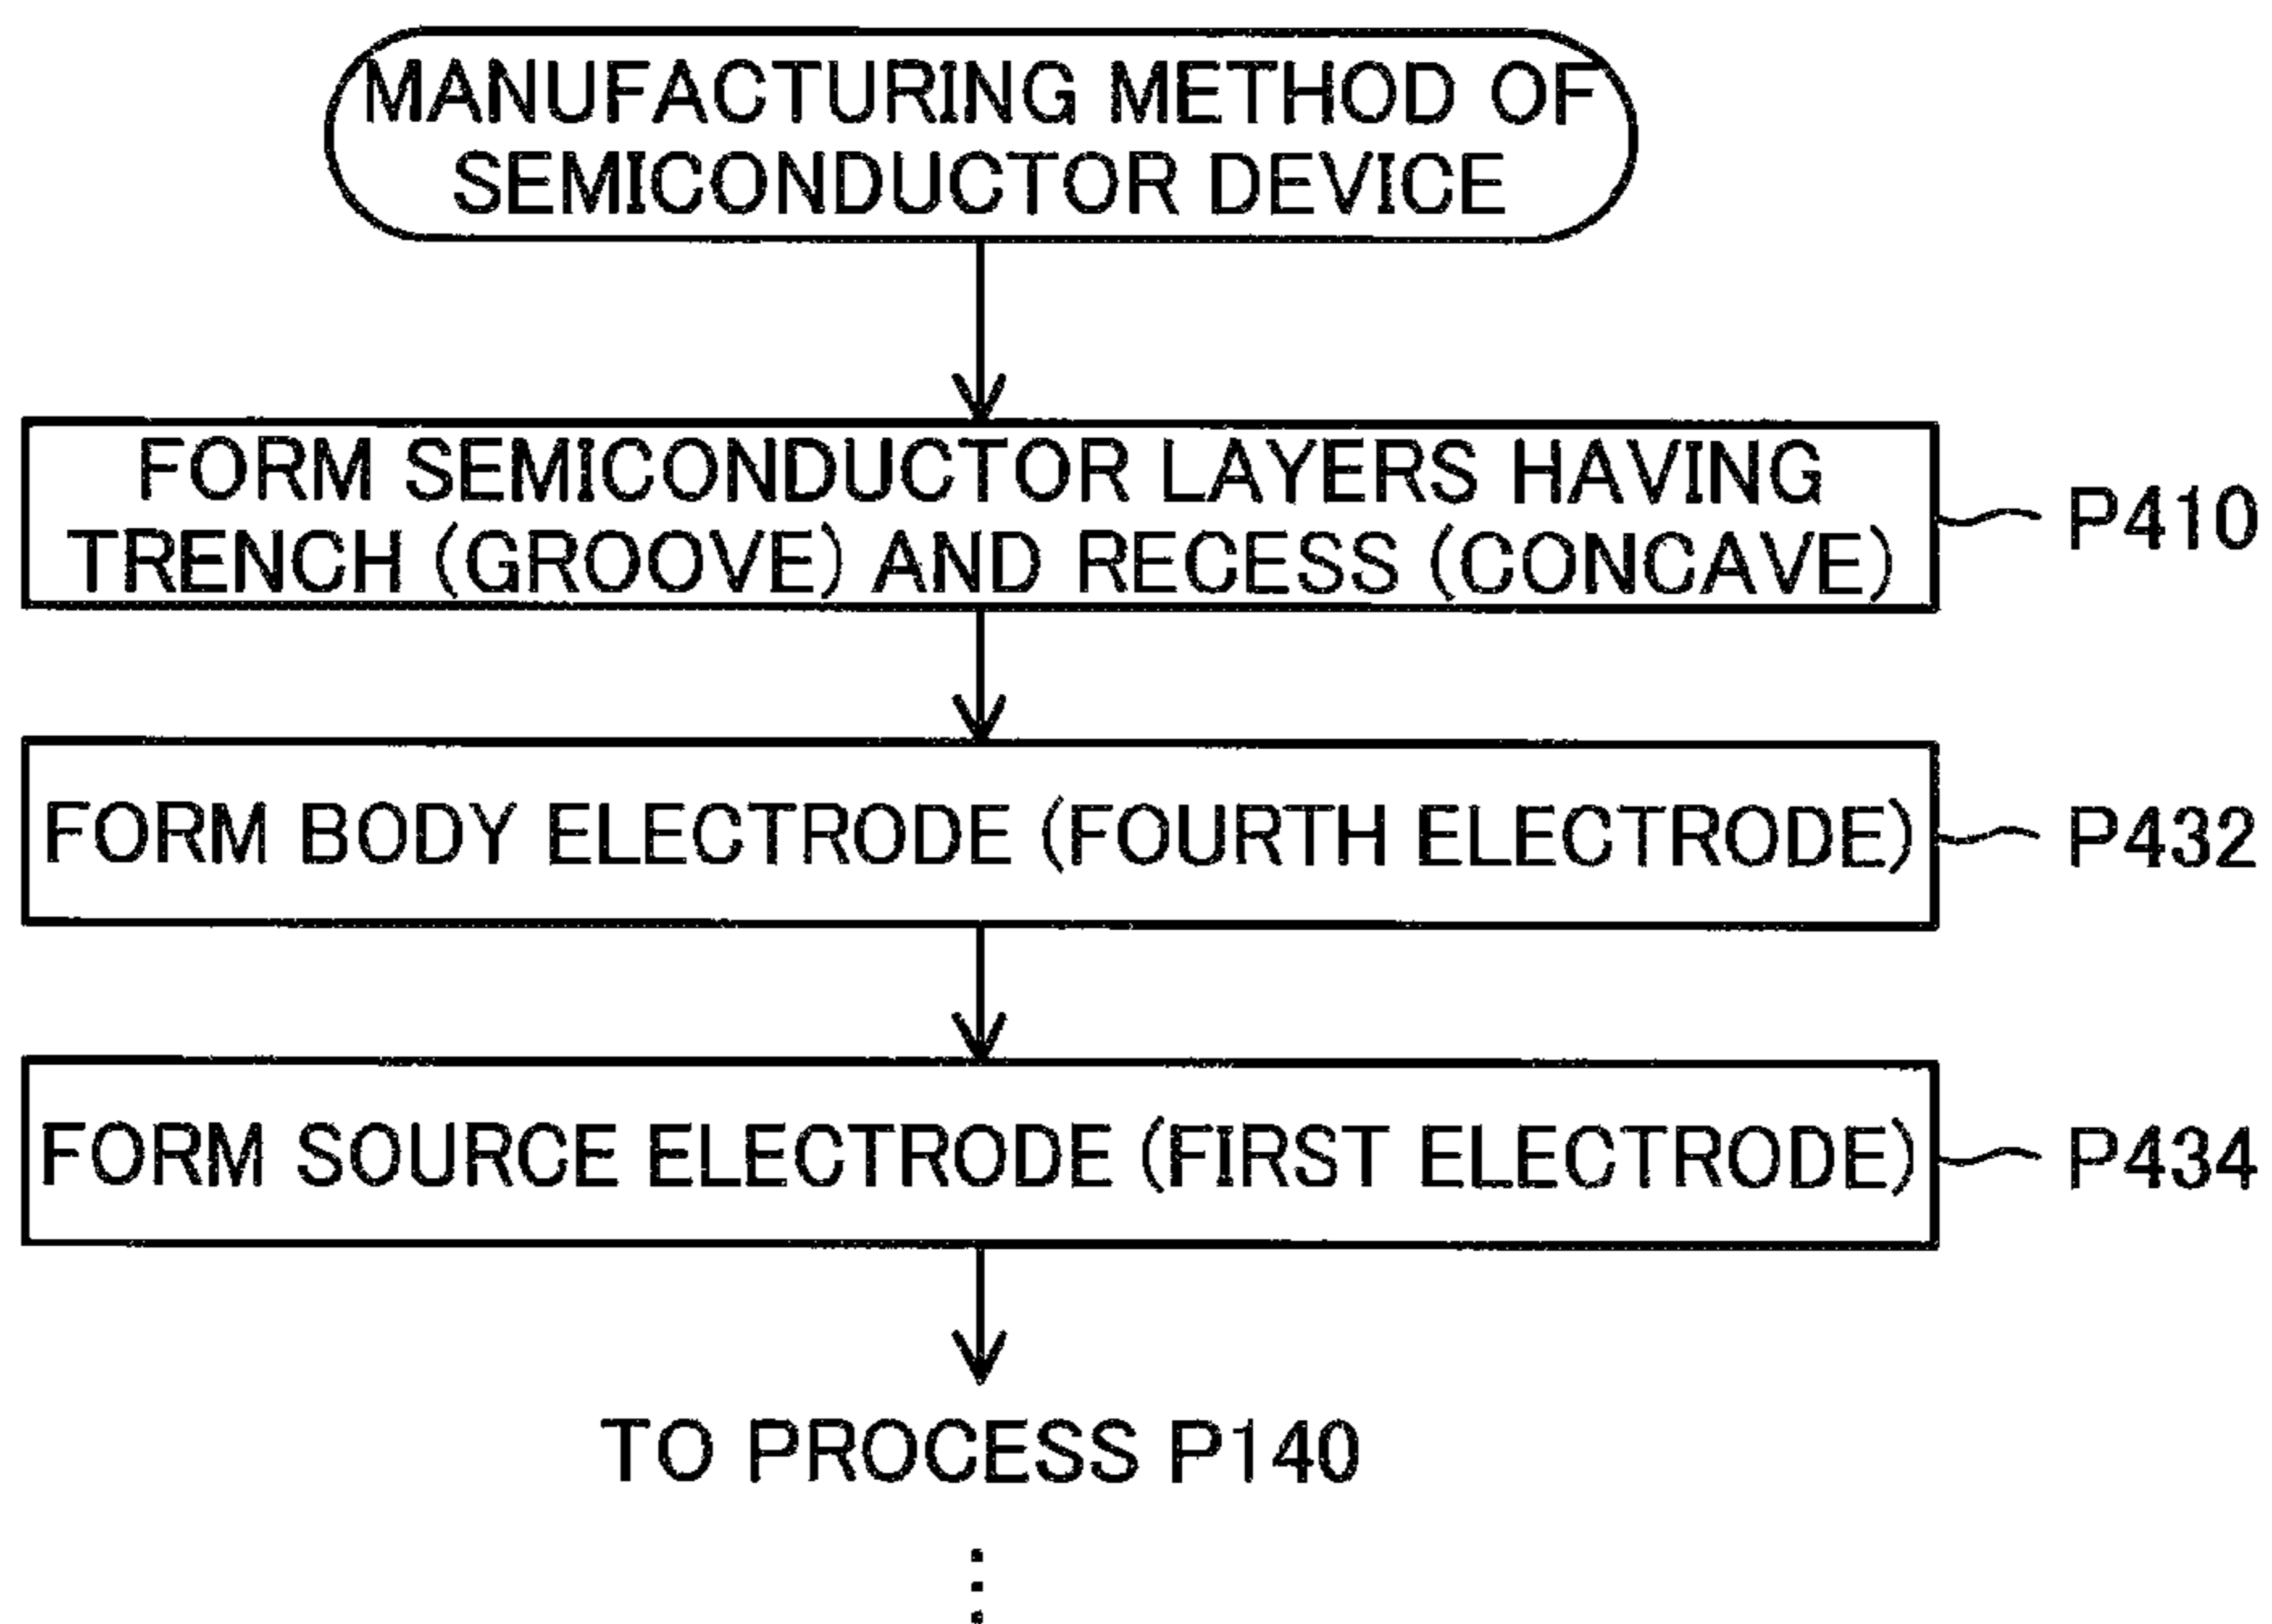 MANUFACTURING METHOD OF
SEMICONDUCTOR DEVICE
FORM SEMICONDUCTOR LAYERS HAVING
TRENCH (GROOVE) AND RECESS (CONCAVE)
P410
FORM BODY ELECTRODE (FOURTH ELECTRODE)
P432
FORM SOURCE ELECTRODE (FIRST ELECTRODE)
P434
TO PROCESS P140